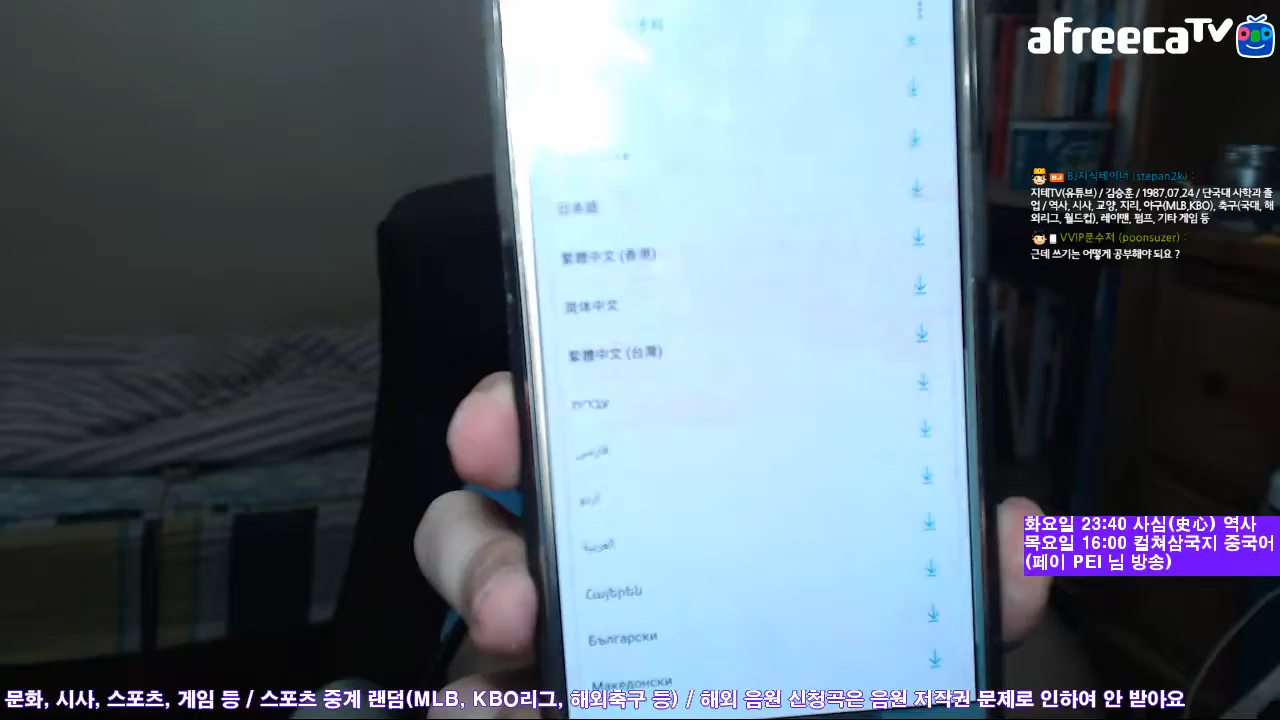 afreecaTV
BJ BJ지식테이너 (stepan2k) :
지테TV(유튜브) / 김승훈 / 1987.07.24 / 단국대 사학과 졸
업 / 역사, 시사, 교양, 지리, 야구(MLB,KBO), 축구(국대, 해
외리그, 월드컵), 레이맨, 펌프, 기타 게임 등
VVIP푼수저 (poonsuzer) :
근데 쓰기는 어떻게 공부해야 되요 ?
日本語
繁體中文 (香港)
简体中文
繁體中文 (台灣)
עברית
فارسی
اردو
العربية
Հայերեն
Български
Македонски
화요일 23:40 사심(史心) 역사
목요일 16:00 컬쳐삼국지 중국어
(페이 PEI 님 방송)
문화, 시사, 스포츠, 게임 등 / 스포츠 중계 랜덤(MLB, KBO리그, 해외축구 등) / 해외 음원 신청곡은 음원 저작권 문제로 인하여 안 받아요